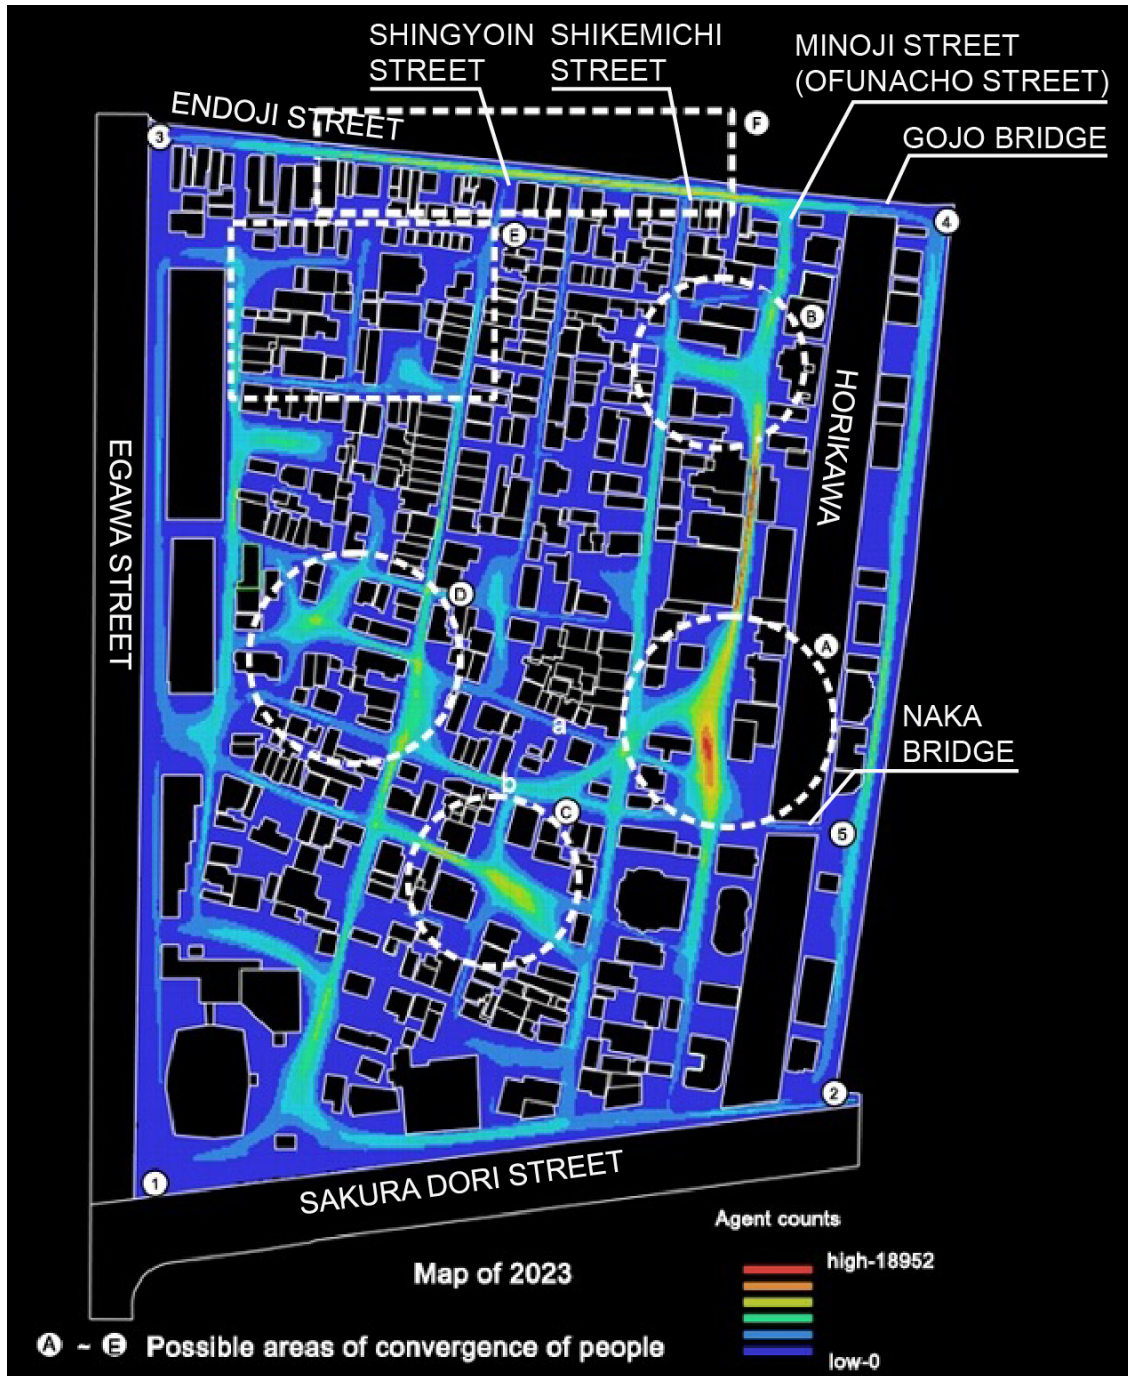 SHINGYOIN
STREET
SHIKEMICHI
STREET
MINOJI STREET
(OFUNACHO STREET)
GOJO BRIDGE
ENDOJI STREET
F
3
4
E
B
HORIKAWA
EGAWA STREET
D
A
NAKA
BRIDGE
a
b
C
5
2
1
SAKURA DORI STREET
Agent counts
high-18952
low-0
Map of 2023
A ~ E Possible areas of convergence of people